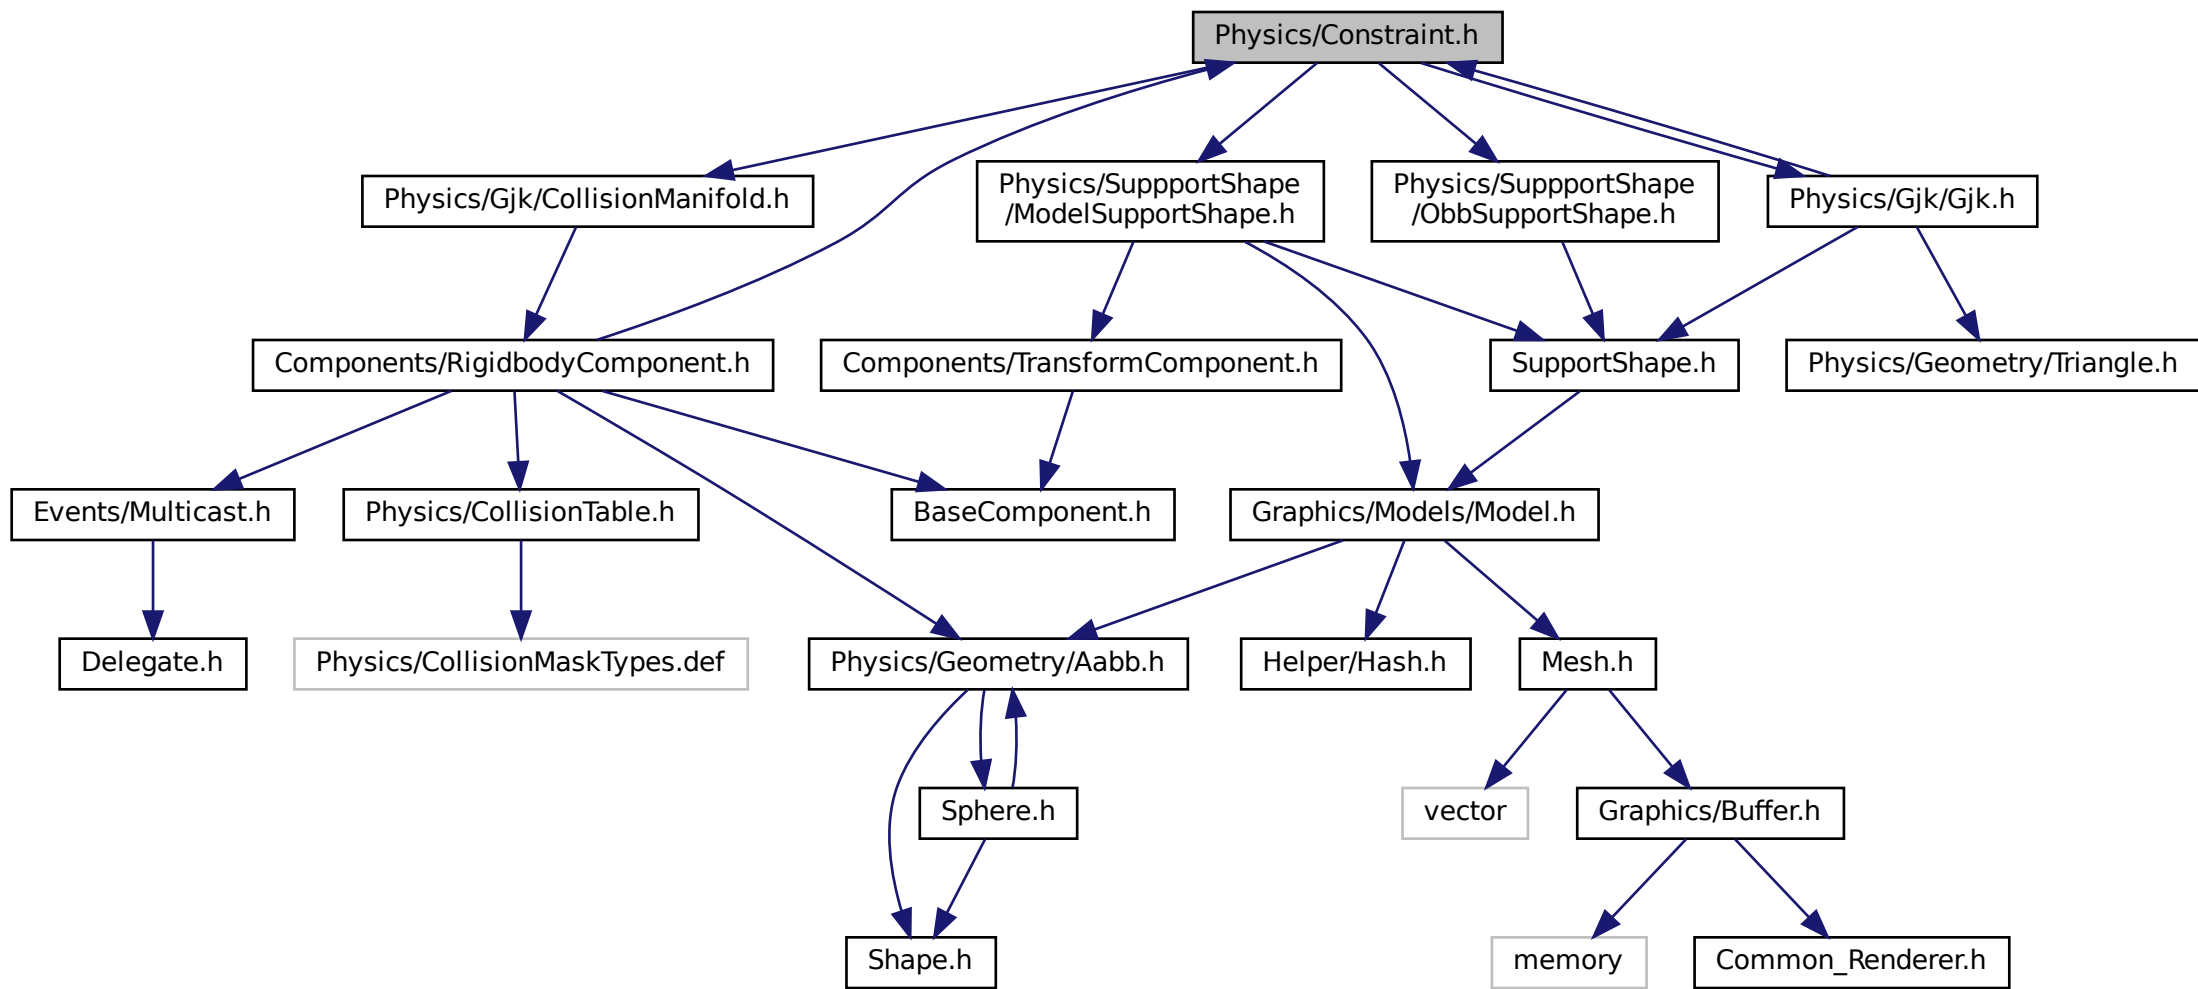 Physics/Constraint.h
Physics/Gjk/CollisionManifold.h
Physics/SuppportShape
/ModelSupportShape.h
Physics/SuppportShape
/ObbSupportShape.h
Physics/Gjk/Gjk.h
Components/RigidbodyComponent.h
Components/TransformComponent.h
SupportShape.h
Physics/Geometry/Triangle.h
Events/Multicast.h
Physics/CollisionTable.h
BaseComponent.h
Graphics/Models/Model.h
Delegate.h
Physics/CollisionMaskTypes.def
Physics/Geometry/Aabb.h
Helper/Hash.h
Mesh.h
Sphere.h
vector
Graphics/Buffer.h
Shape.h
memory
Common_Renderer.h